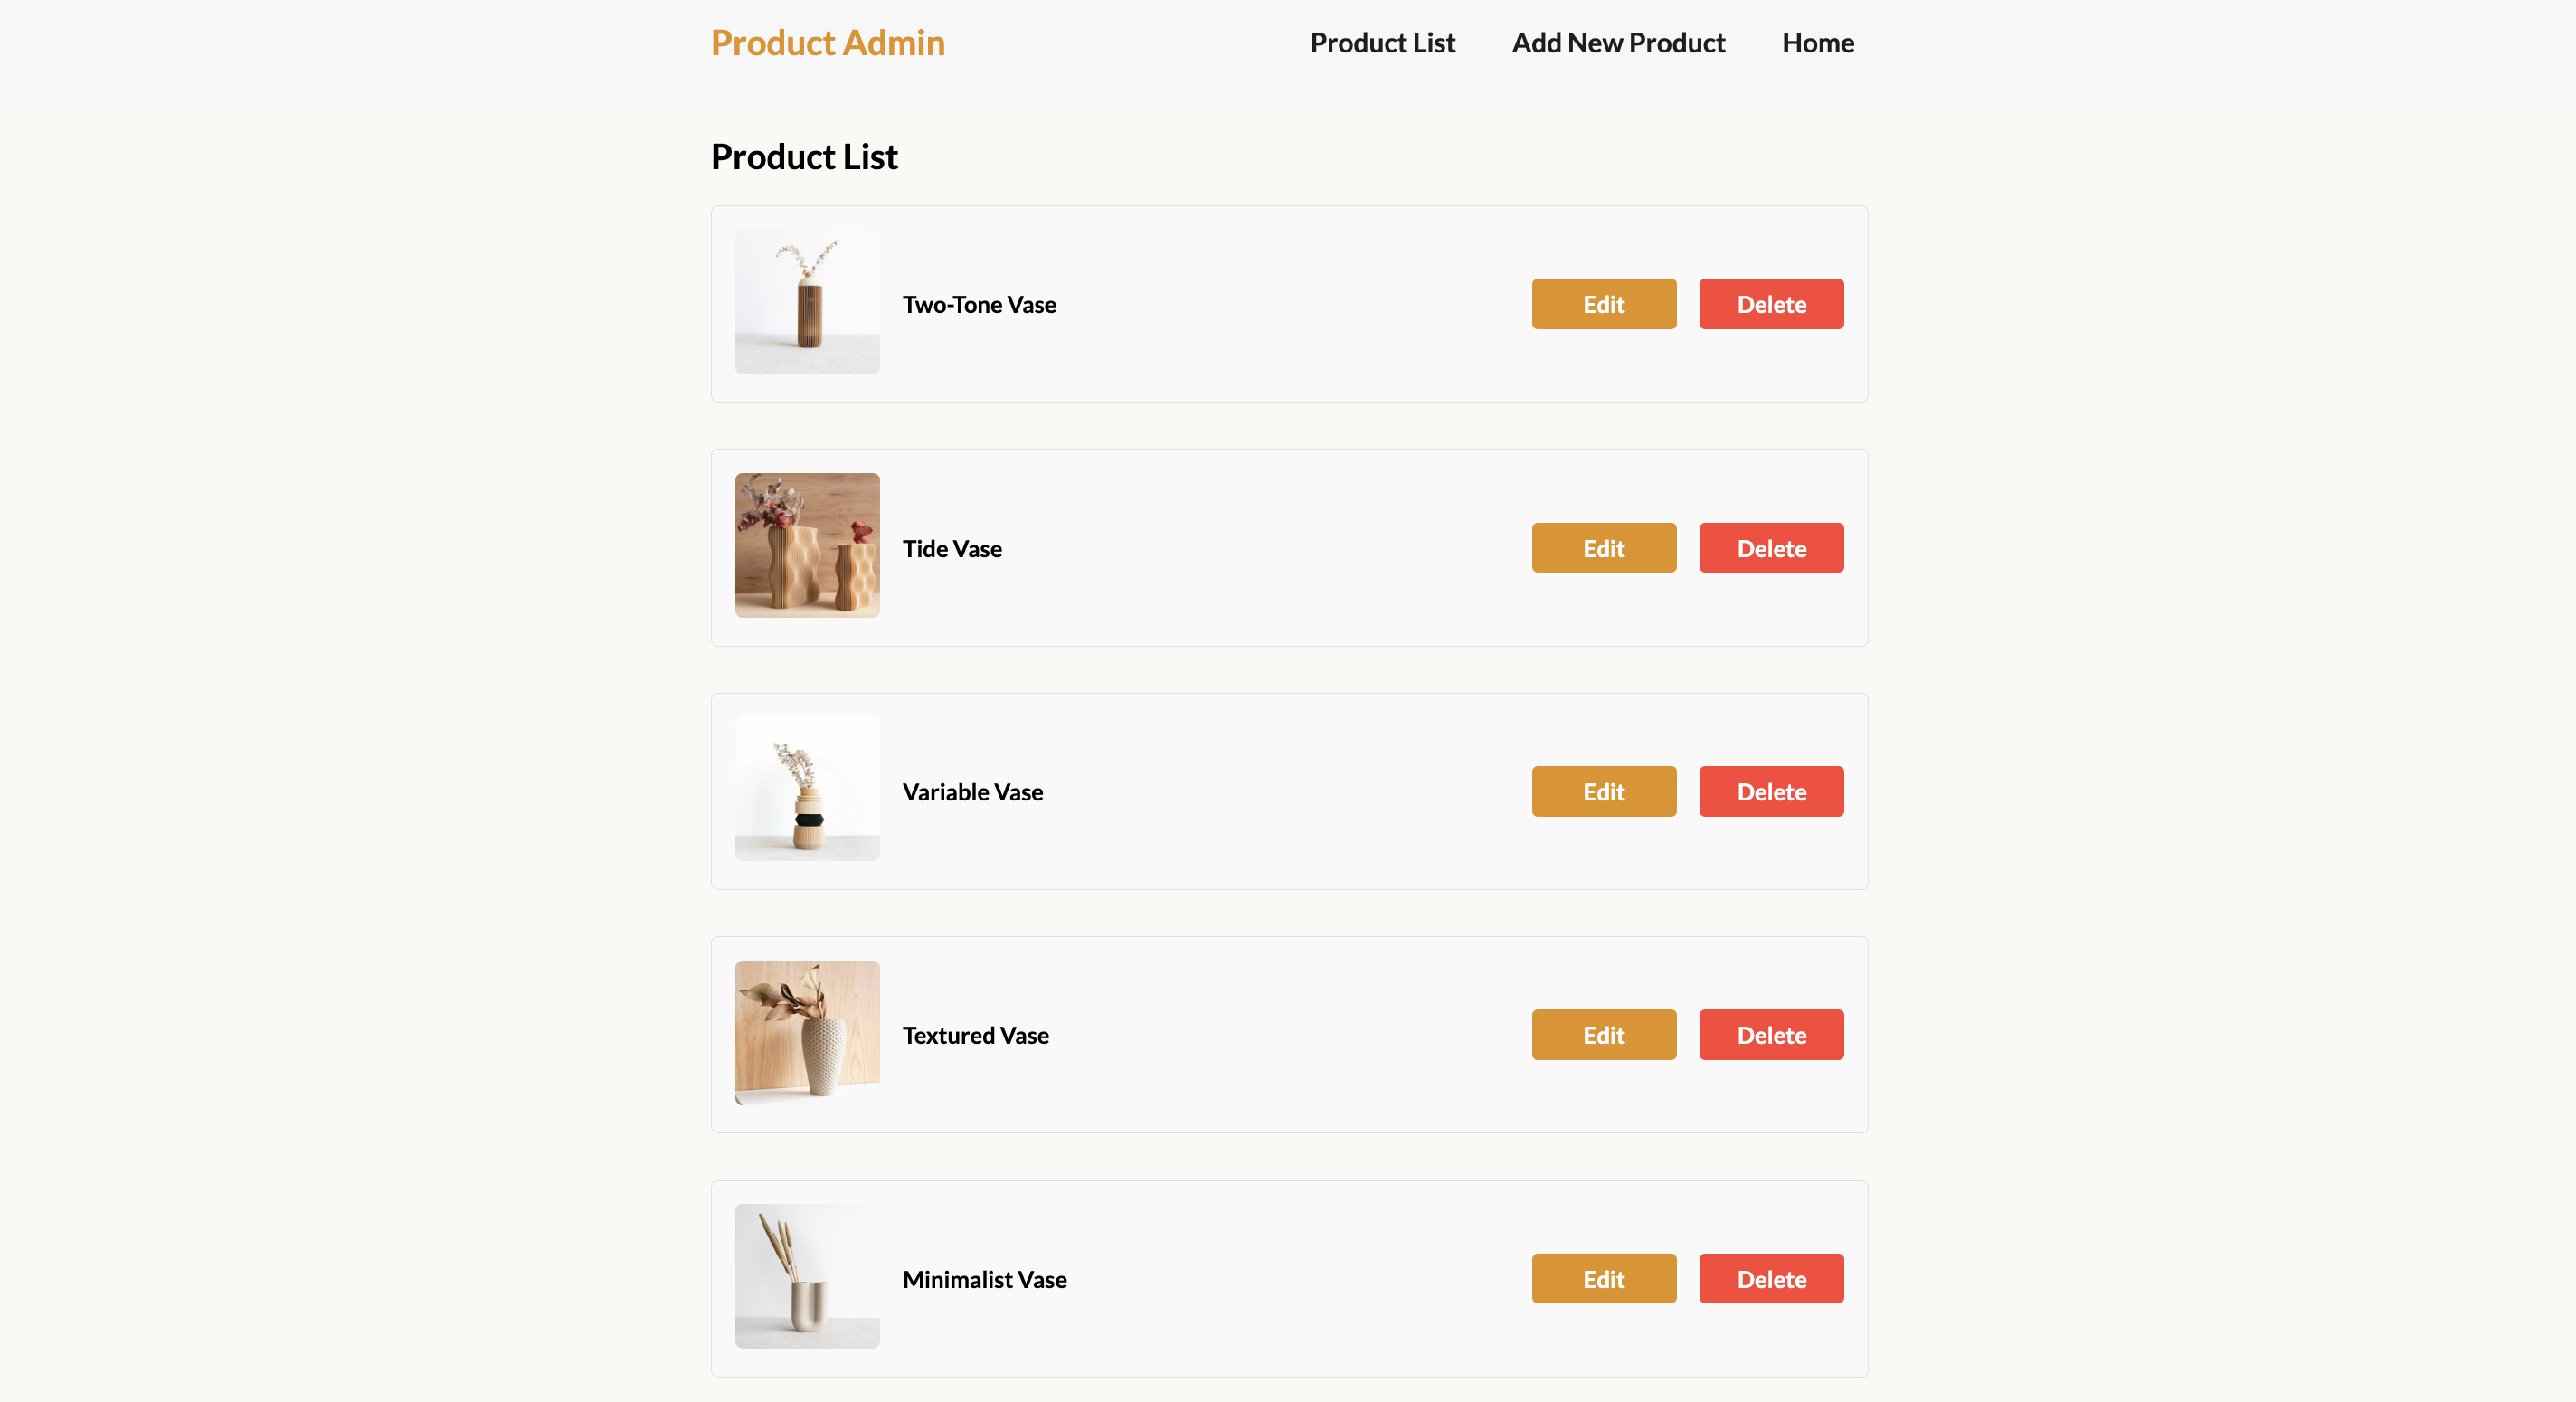 Product Admin Product List Add New Product Home
Product List
Two-Tone Vase Edit Delete
Tide Vase Edit Delete
Variable Vase Edit Delete
Textured Vase Edit Delete
Minimalist Vase Edit Delete